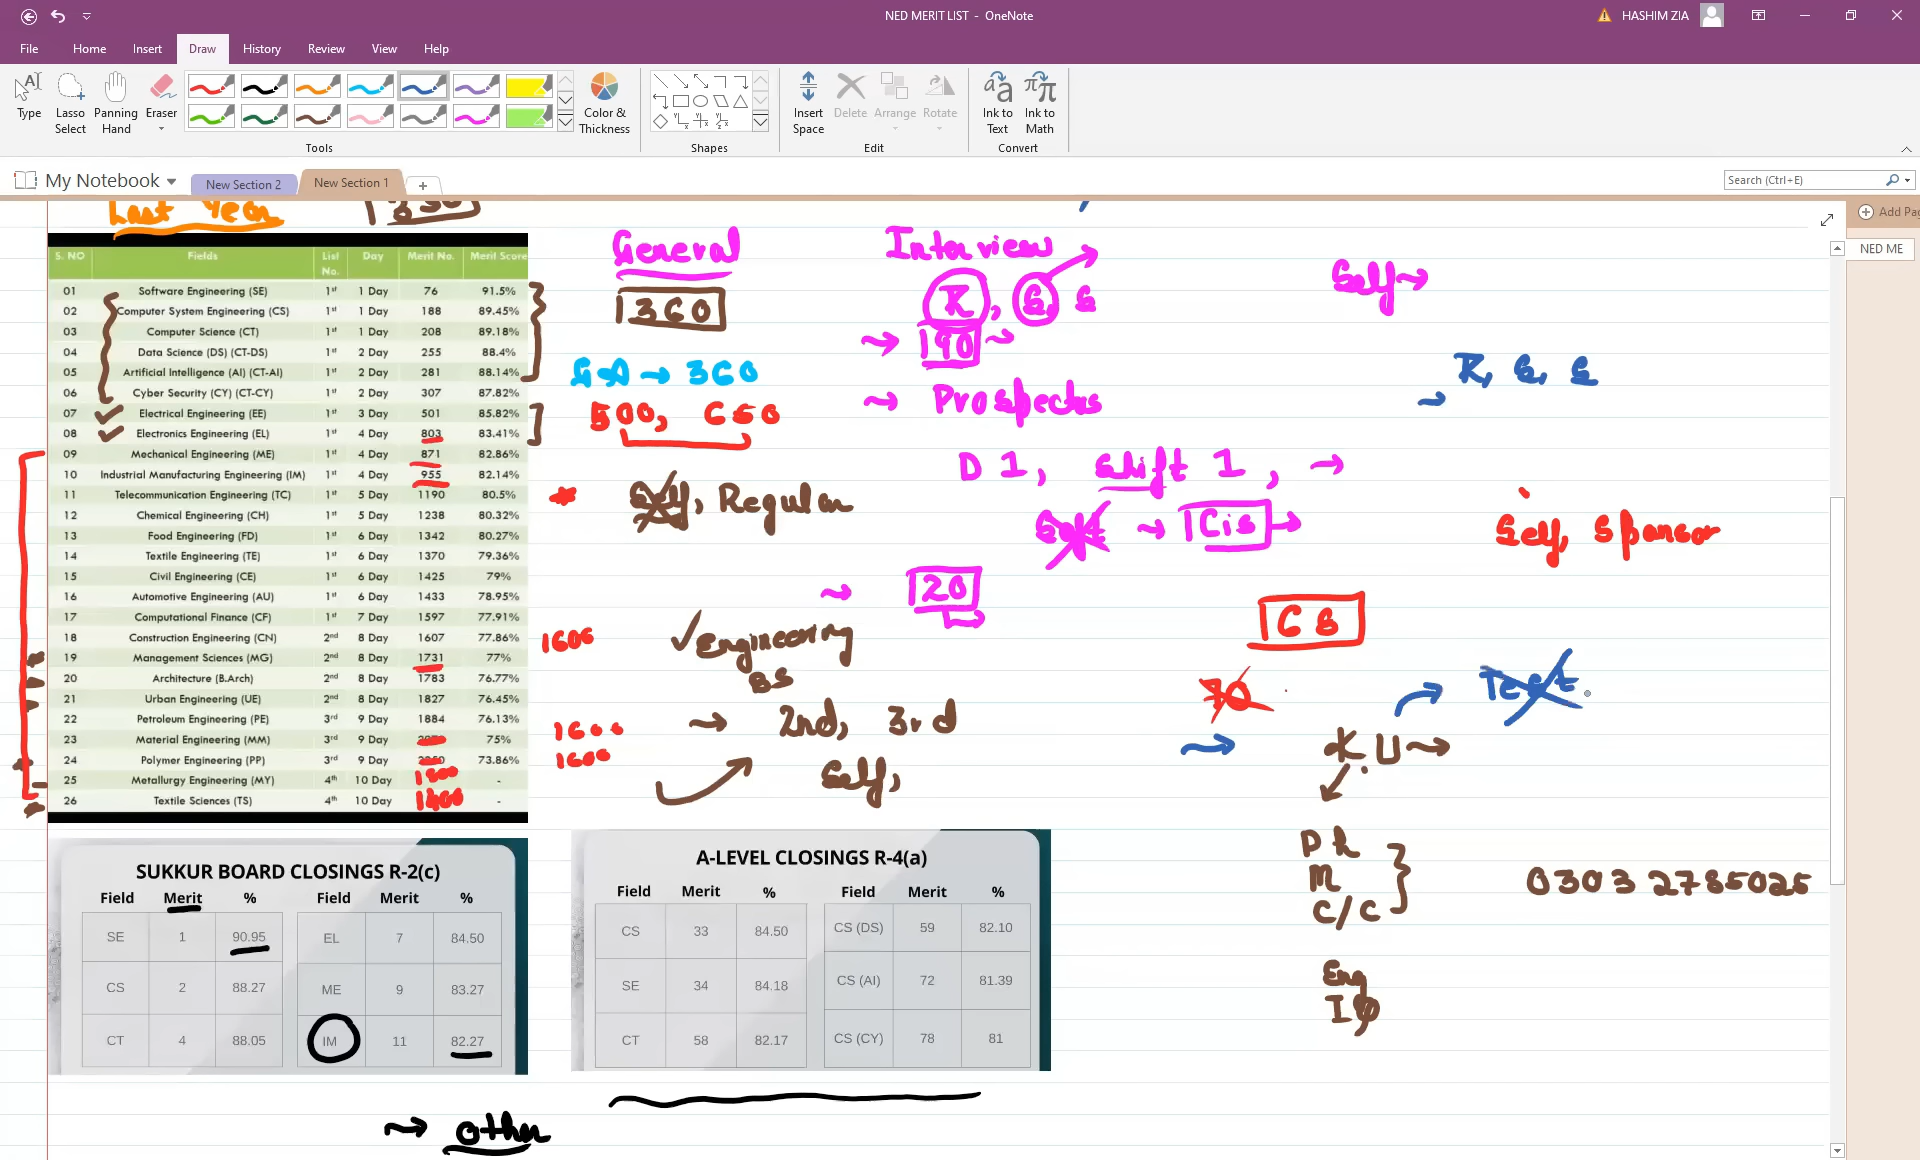 NED MERIT LIST - OneNote
HASHIM ZIA
File Home Insert Draw History Review View Help
Type
Lasso Select
Panning Hand
Eraser
Color & Thickness
Insert Space
Delete
Arrange
Rotate
Ink to Text
Ink to Math
Tools Shapes Edit Convert
My Notebook
New Section 2
New Section 1
Search (Ctrl+E)
Add Pag
NED ME
Last Year
S. NO Fields List No. Day Merit No. Merit Score
01 Software Engineering (SE) 1st 1 Day 76 91.5%
02 Computer System Engineering (CS) 1st 1 Day 188 89.45%
03 Computer Science (CT) 1st 1 Day 208 89.18%
04 Data Science (DS) (CT-DS) 1st 2 Day 255 88.4%
05 Artificial Intelligence (AI) (CT-AI) 1st 2 Day 281 88.14%
06 Cyber Security (CY) (CT-CY) 1st 2 Day 307 87.82%
07 Electrical Engineering (EE) 1st 3 Day 501 85.82%
08 Electronics Engineering (EL) 1st 4 Day 803 83.41%
09 Mechanical Engineering (ME) 1st 4 Day 871 82.86%
10 Industrial Manufacturing Engineering (IM) 1st 4 Day 955 82.14%
11 Telecommunication Engineering (TC) 1st 5 Day 1190 80.5%
12 Chemical Engineering (CH) 1st 5 Day 1238 80.32%
13 Food Engineering (FD) 1st 6 Day 1342 80.27%
14 Textile Engineering (TE) 1st 6 Day 1370 79.36%
15 Civil Engineering (CE) 1st 6 Day 1425 79%
16 Automotive Engineering (AU) 1st 6 Day 1433 78.95%
17 Computational Finance (CF) 1st 7 Day 1597 77.91%
18 Construction Engineering (CN) 2nd 8 Day 1607 77.86%
19 Management Sciences (MG) 2nd 8 Day 1731 77%
20 Architecture (B.Arch) 2nd 8 Day 1783 76.77%
21 Urban Engineering (UE) 2nd 8 Day 1827 76.45%
22 Petroleum Engineering (PE) 3rd 9 Day 1884 76.13%
23 Material Engineering (MM) 3rd 9 Day 75%
24 Polymer Engineering (PP) 3rd 9 Day 73.86%
25 Metallurgy Engineering (MY) 4th 10 Day -
26 Textile Sciences (TS) 4th 10 Day -
General
360
→ 360
500, 650
Self, Regular
1600
1600
✓ Engineering
BS
→ 2nd, 3rd
Self,
Interview
R, S, S
→ 90 →
→ Prospectus
D 1, Shift 1, →
Self → Cis →
→ 20
Self →
R, S, S
→
Self, Sponsor
CS
70
Test
→ K.U →
M
C/C
03032785025
Eng
SUKKUR BOARD CLOSINGS R-2(c)
Field Merit % Field Merit %
SE 1 90.95 EL 7 84.50
CS 2 88.27 ME 9 83.27
CT 4 88.05 IM 11 82.27
A-LEVEL CLOSINGS R-4(a)
Field Merit % Field Merit %
CS 33 84.50 CS (DS) 59 82.10
SE 34 84.18 CS (AI) 72 81.39
CT 58 82.17 CS (CY) 78 81
→ other